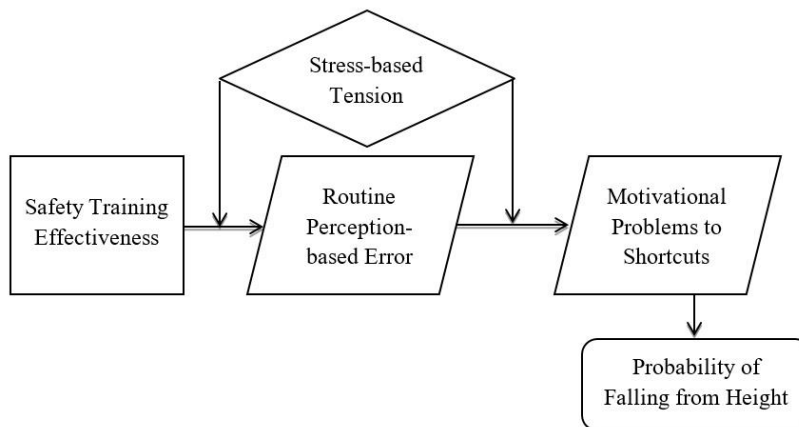 Stress-based
Tension
Safety Training
Effectiveness
Routine
Perception-
based Error
Motivational
Problems to
Shortcuts
Probability of
Falling from Height